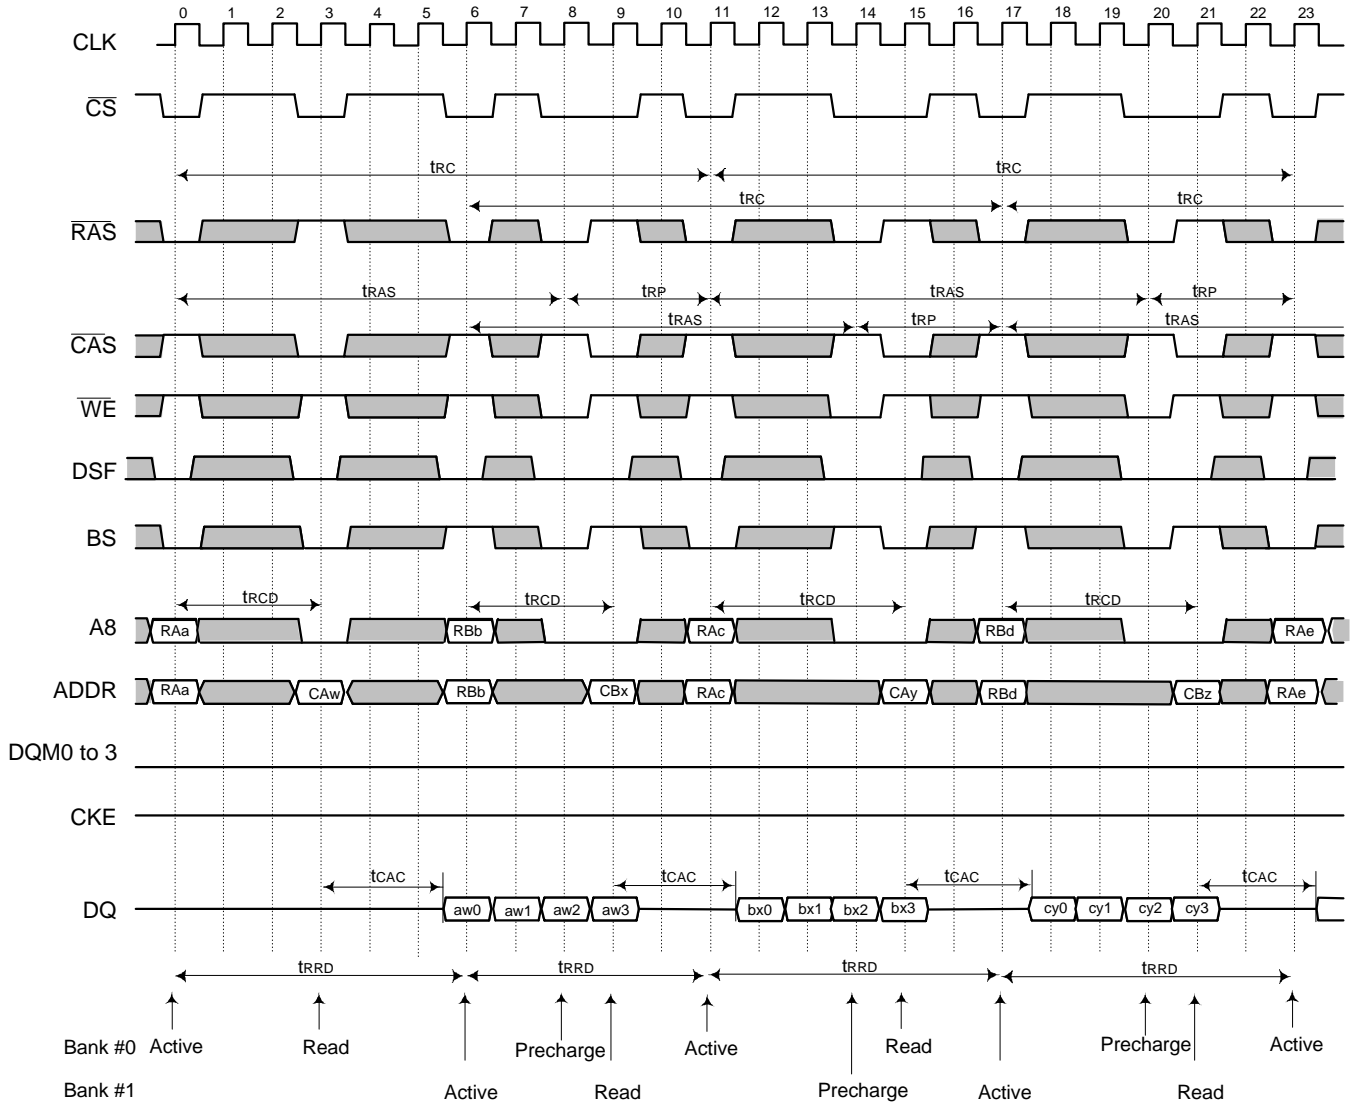 0 1 2 3 4 5 6 7 8 9 10 11 12 13 14 15 16 17 18 19 20 21 22 23
CLK
CS
tRC tRC
tRC tRC
RAS
tRAS tRP tRAS tRP
tRAS tRP tRAS
CAS
WE
DSF
BS
tRCD tRCD tRCD tRCD
A8 RAa RBb RAc RBd RAe
ADDR RAa CAw RBb CBx RAc CAy RBd CBz RAe
DQM0 to 3
CKE
tCAC tCAC tCAC tCAC
DQ aw0 aw1 aw2 aw3 bx0 bx1 bx2 bx3 cy0 cy1 cy2 cy3
tRRD tRRD tRRD tRRD
Bank #0 Active Read Precharge Active Read Precharge Active
Bank #1 Active Read Precharge Active Read